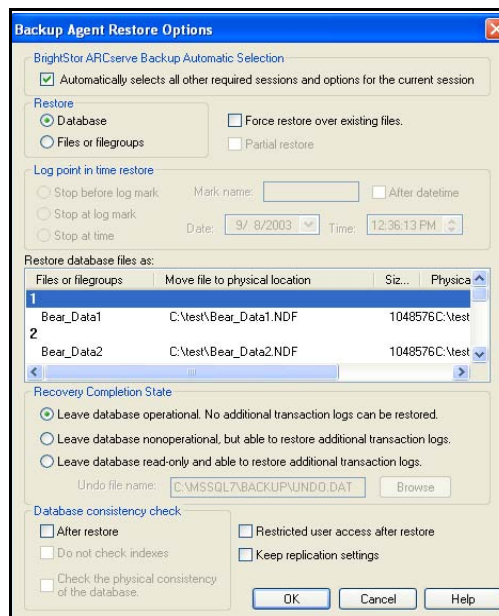 Backup Agent Restore Options
BrightStor ARCserve Backup Automatic Selection
Automatically selects all other required sessions and options for the current session
Restore
Database
Files or filegroups
Force restore over existing files.
Partial restore
Log point in time restore
Stop before log mark
Stop at log mark
Stop at time
Mark name:
After datetime
Date: 9/ 8/2003 Time: 12:36:13 PM
Restore database files as:
Files or filegroups Move file to physical location Siz... Physica
1
Bear_Data1 C:\test\Bear_Data1.NDF 1048576C:\test
2
Bear_Data2 C:\test\Bear_Data2.NDF 1048576C:\test
Recovery Completion State
Leave database operational. No additional transaction logs can be restored.
Leave database nonoperational, but able to restore additional transaction logs.
Leave database read-only and able to restore additional transaction logs.
Undo file name: C:\MSSQL7\BACKUP\UNDO.DAT Browse
Database consistency check
After restore
Do not check indexes
Check the physical consistency
of the database.
Restricted user access after restore
Keep replication settings
OK Cancel Help